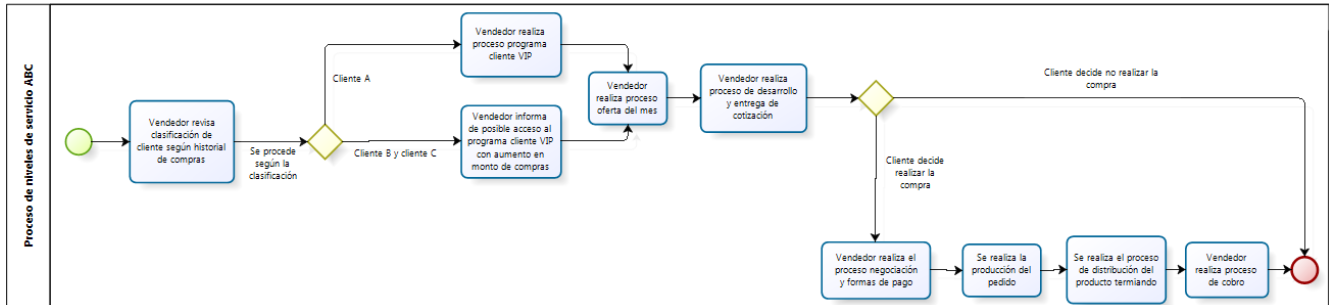 Proceso de niveles de servicio ABC
Vendedor revisa
clasificación de
cliente según historial
de compras
Se procede
según la
clasificación
Cliente A
Cliente B y cliente C
Vendedor realiza
proceso programa
cliente VIP
Vendedor informa
de posible acceso al
programa cliente VIP
con aumento en
monto de compras
Vendedor
realiza proceso
oferta del mes
Vendedor realiza
proceso de desarrollo
y entrega de
cotización
Cliente decide no realizar la
compra
Cliente decide
realizar la
compra
Vendedor realiza el
proceso negociación
y formas de pago
Se realiza la
producción del
pedido
Se realiza el proceso
de distribución del
producto termiando
Vendedor
realiza proceso
de cobro